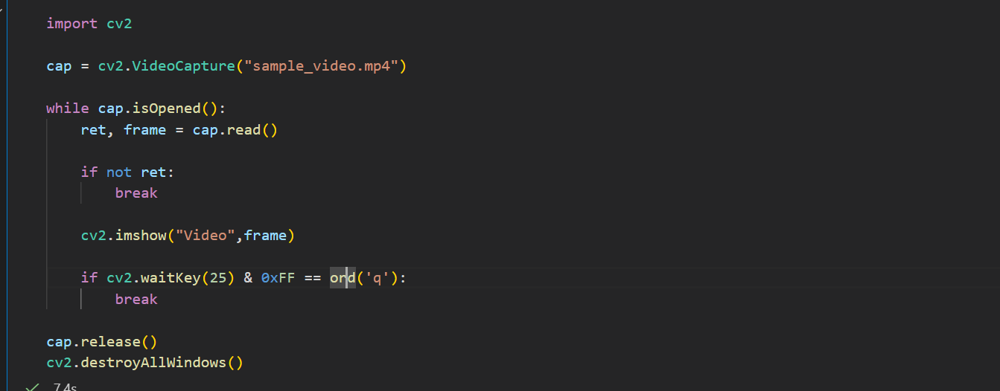 import cv2
cap = cv2.VideoCapture("sample_video.mp4")
while cap.isOpened():
    ret, frame = cap.read()
    if not ret:
        break
    cv2.imshow("Video",frame)
    if cv2.waitKey(25) & 0xFF == ord('q'):
        break
cap.release()
cv2.destroyAllWindows()
7.4s